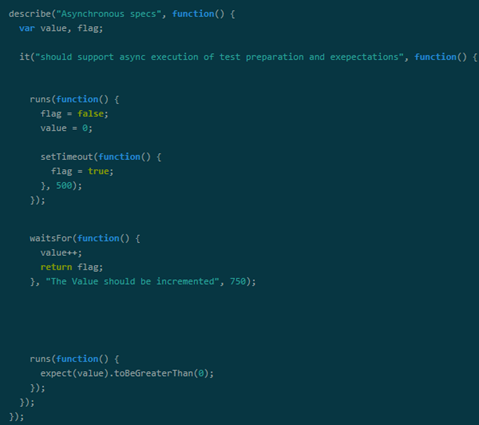 describe("Asynchronous specs", function() {
  var value, flag;
  it("should support async execution of test preparation and exepectations", function() {
    runs(function() {
      flag = false;
      value = 0;
      setTimeout(function() {
        flag = true;
      }, 500);
    });
    waitsFor(function() {
      value++;
      return flag;
    }, "The Value should be incremented", 750);
    runs(function() {
      expect(value).toBeGreaterThan(0);
    });
  });
});